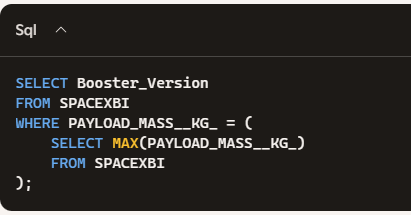 Sql
SELECT Booster_Version
FROM SPACEXBI
WHERE PAYLOAD_MASS__KG_ = (
    SELECT MAX(PAYLOAD_MASS__KG_)
    FROM SPACEXBI
);